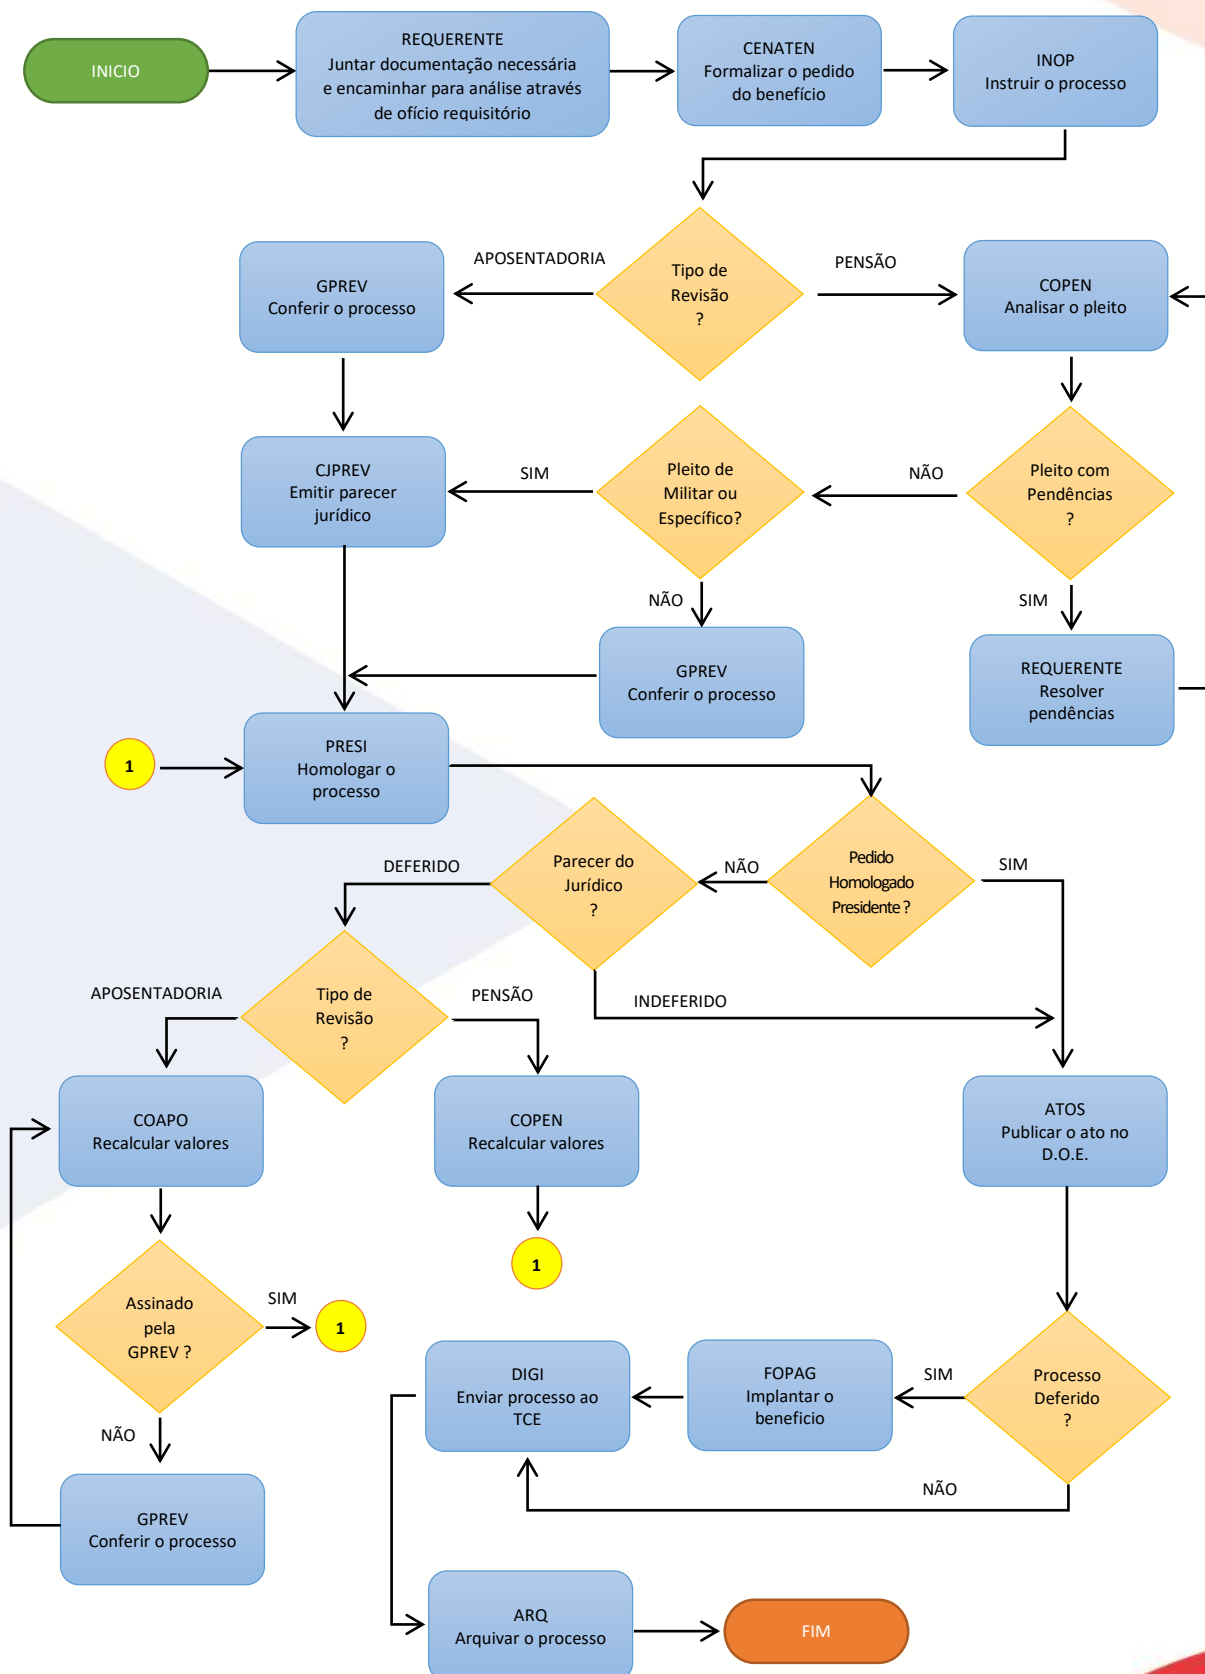 INICIO
REQUERENTE
Juntar documentação necessária
e encaminhar para análise através
de ofício requisitório
CENATEN
Formalizar o pedido
do benefício
INOP
Instruir o processo
APOSENTADORIA
Tipo de
Revisão
?
PENSÃO
GPREV
Conferir o processo
COPEN
Analisar o pleito
CJPREV
Emitir parecer
jurídico
SIM
Pleito de
Militar ou
Específico?
NÃO
Pleito com
Pendências
?
NÃO
SIM
GPREV
Conferir o processo
REQUERENTE
Resolver
pendências
1
PRESI
Homologar o
processo
DEFERIDO
Parecer do
Jurídico
?
NÃO
Pedido
Homologado
Presidente ?
SIM
APOSENTADORIA
Tipo de
Revisão
?
PENSÃO
INDEFERIDO
COAPO
Recalcular valores
COPEN
Recalcular valores
ATOS
Publicar o ato no
D.O.E.
1
Assinado
pela
GPREV ?
SIM
1
NÃO
DIGI
Enviar processo ao
TCE
FOPAG
Implantar o
beneficio
SIM
Processo
Deferido
?
NÃO
GPREV
Conferir o processo
ARQ
Arquivar o processo
FIM